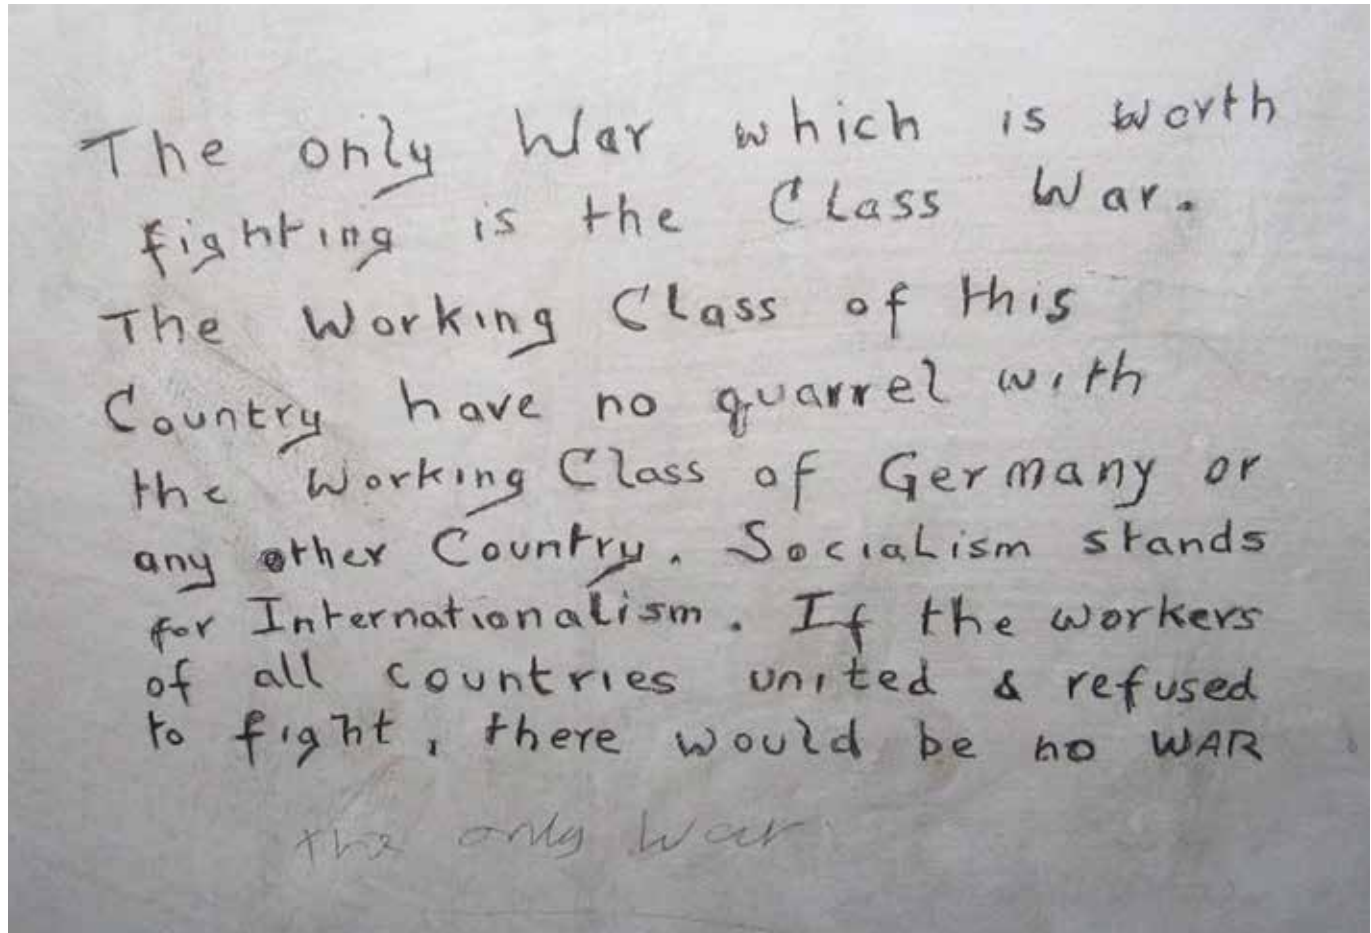 The only War which is worth
fighting is the Class War.
The Working Class of this
Country have no quarrel with
the Working Class of Germany or
any other Country. Socialism stands
for Internationalism. If the workers
of all countries united & refused
to fight, there would be no WAR
the only War